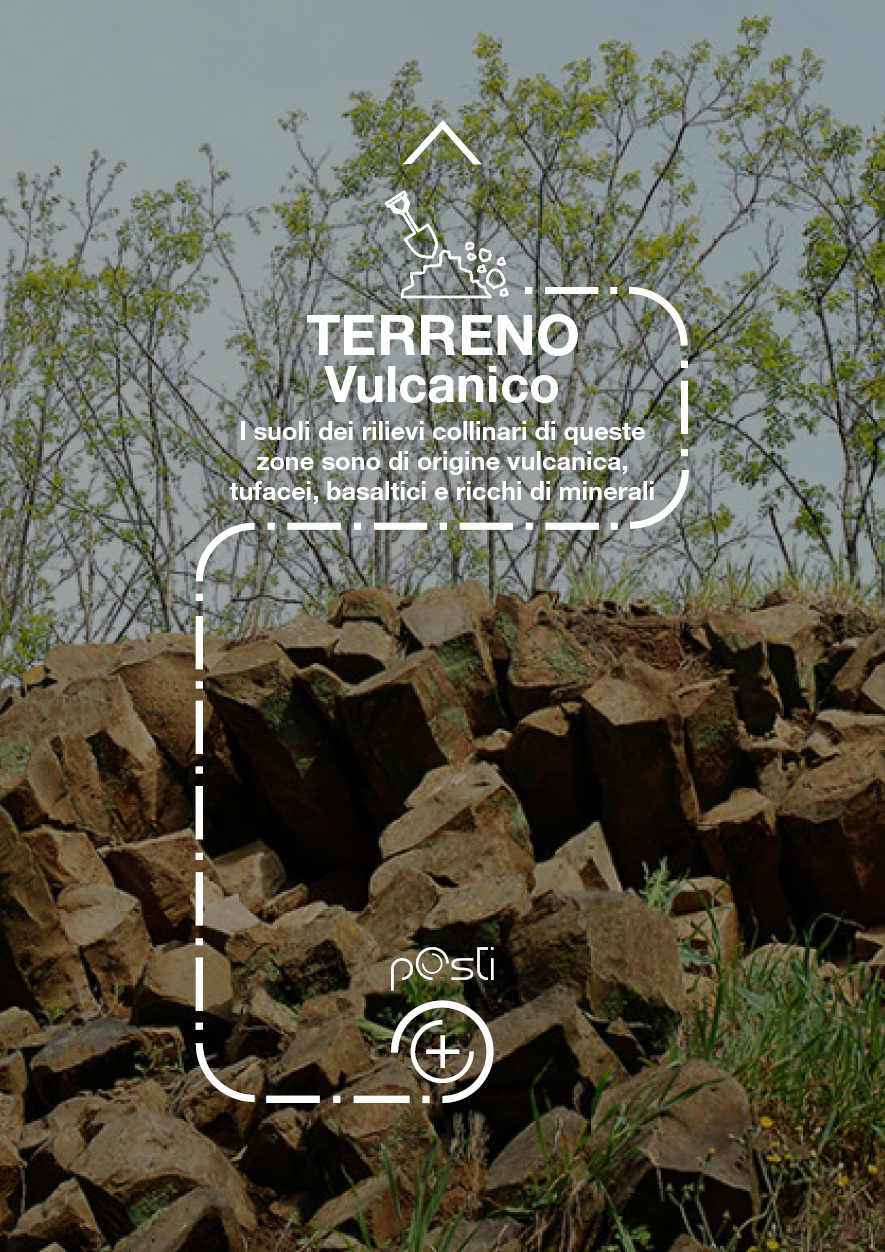 TERRENO
Vulcanico
I suoli dei rilievi collinari di queste
zone sono di origine vulcanica,
tufacei, basaltici e ricchi di minerali
posti